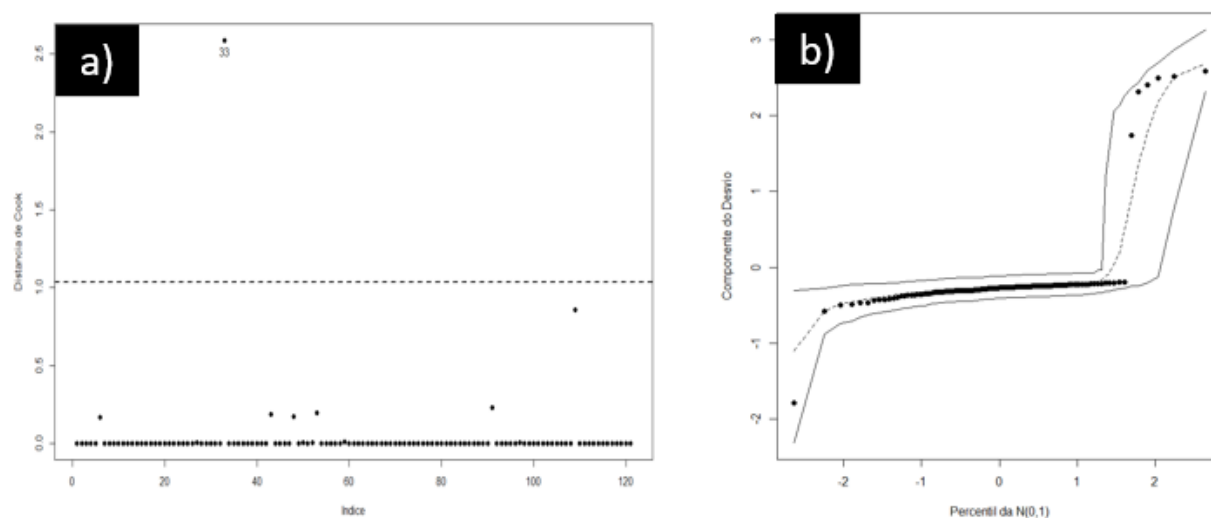 a)
33
Distancia de Cook
0.0
0.5
1.0
1.5
2.0
2.5
0 20 40 60 80 100 120
Indice
b)
Componente do Desvio
-2
-1
0
1
2
3
-2 -1 0 1 2
Percentil da N(0,1)